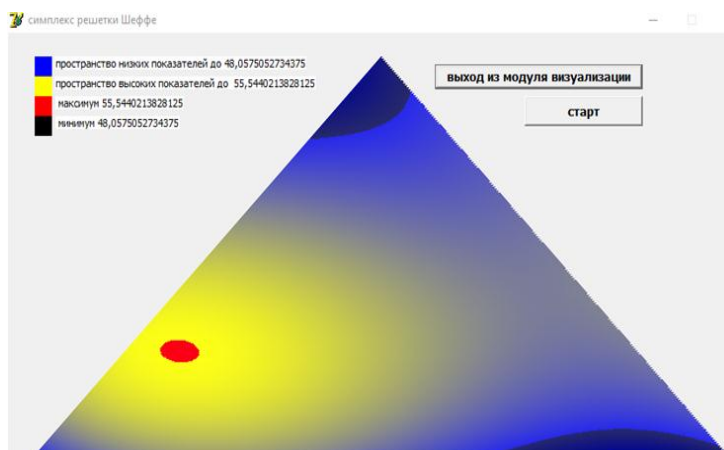 симплекс решетки Шеффе
пространство низких показателей до 48,0575052734375
пространство высоких показателей до 55,5440213828125
максимум 55,5440213828125
минимум 48,0575052734375
выход из модуля визуализации
старт